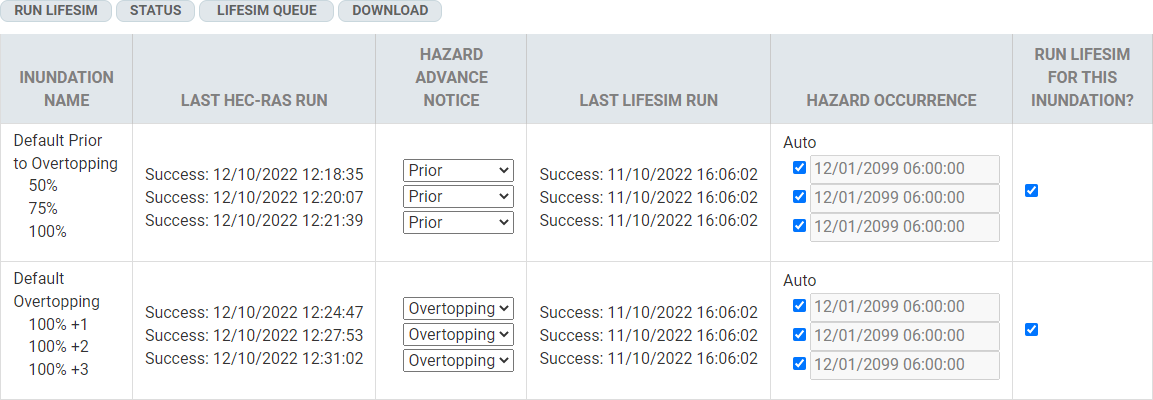 RUN LIFESIM STATUS LIFESIM QUEUE DOWNLOAD
INUNDATION NAME LAST HEC-RAS RUN HAZARD ADVANCE NOTICE LAST LIFESIM RUN HAZARD OCCURRENCE RUN LIFESIM FOR THIS INUNDATION?
Default Prior
to Overtopping
50%
75%
100%
Success: 12/10/2022 12:18:35
Success: 12/10/2022 12:20:07
Success: 12/10/2022 12:21:39
Prior
Prior
Prior
Success: 11/10/2022 16:06:02
Success: 11/10/2022 16:06:02
Success: 11/10/2022 16:06:02
Auto
12/01/2099 06:00:00
12/01/2099 06:00:00
12/01/2099 06:00:00
Default
Overtopping
100% +1
100% +2
100% +3
Success: 12/10/2022 12:24:47
Success: 12/10/2022 12:27:53
Success: 12/10/2022 12:31:02
Overtopping
Overtopping
Overtopping
Success: 11/10/2022 16:06:02
Success: 11/10/2022 16:06:02
Success: 11/10/2022 16:06:02
Auto
12/01/2099 06:00:00
12/01/2099 06:00:00
12/01/2099 06:00:00